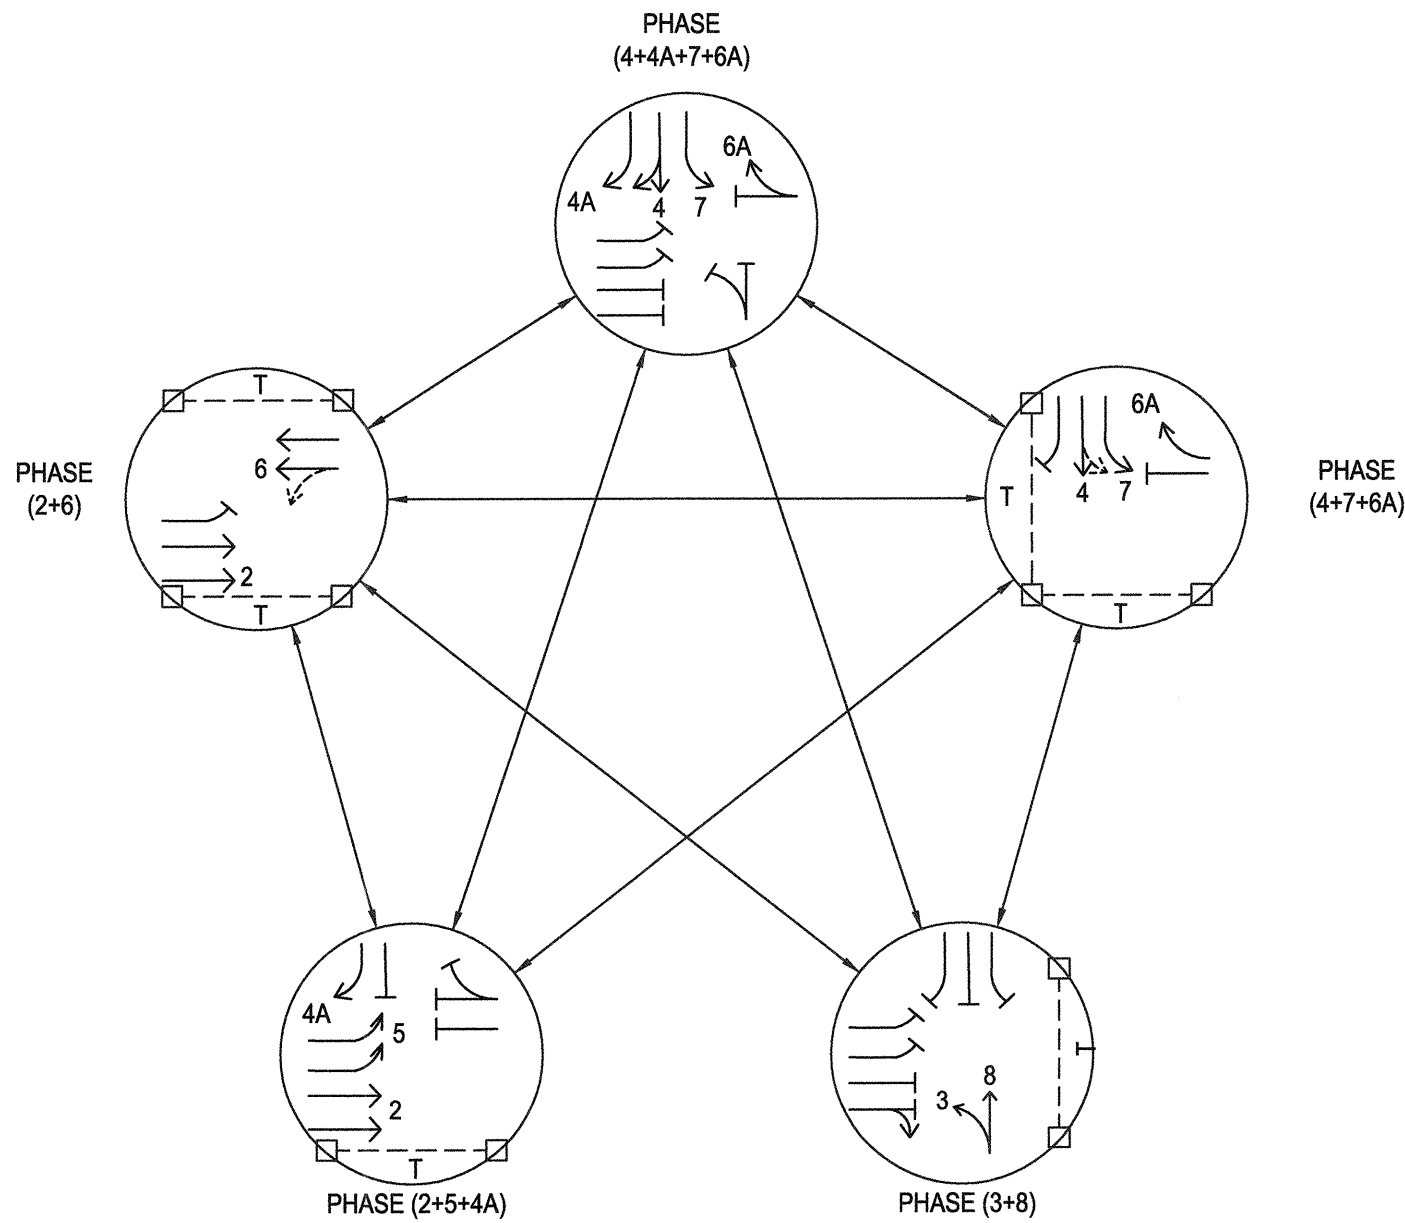 PHASE
(4+4A+7+6A)
6A
4A
4
7
T
6
2
T
PHASE
(2+6)
6A
T
4
7
T
PHASE
(4+7+6A)
4A
5
2
T
PHASE (2+5+4A)
8
3
T
PHASE (3+8)